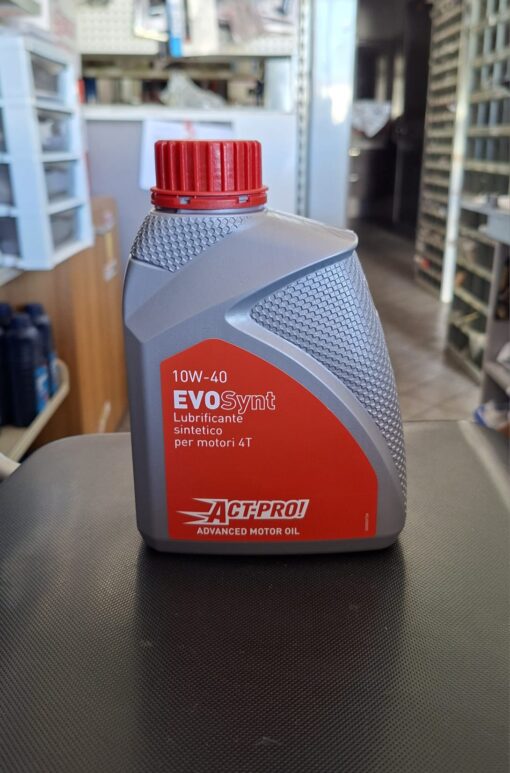 10W-40
EVOSynt
Lubrificante
sintetico
per motori 4T
ACT-PRO!
ADVANCED MOTOR OIL